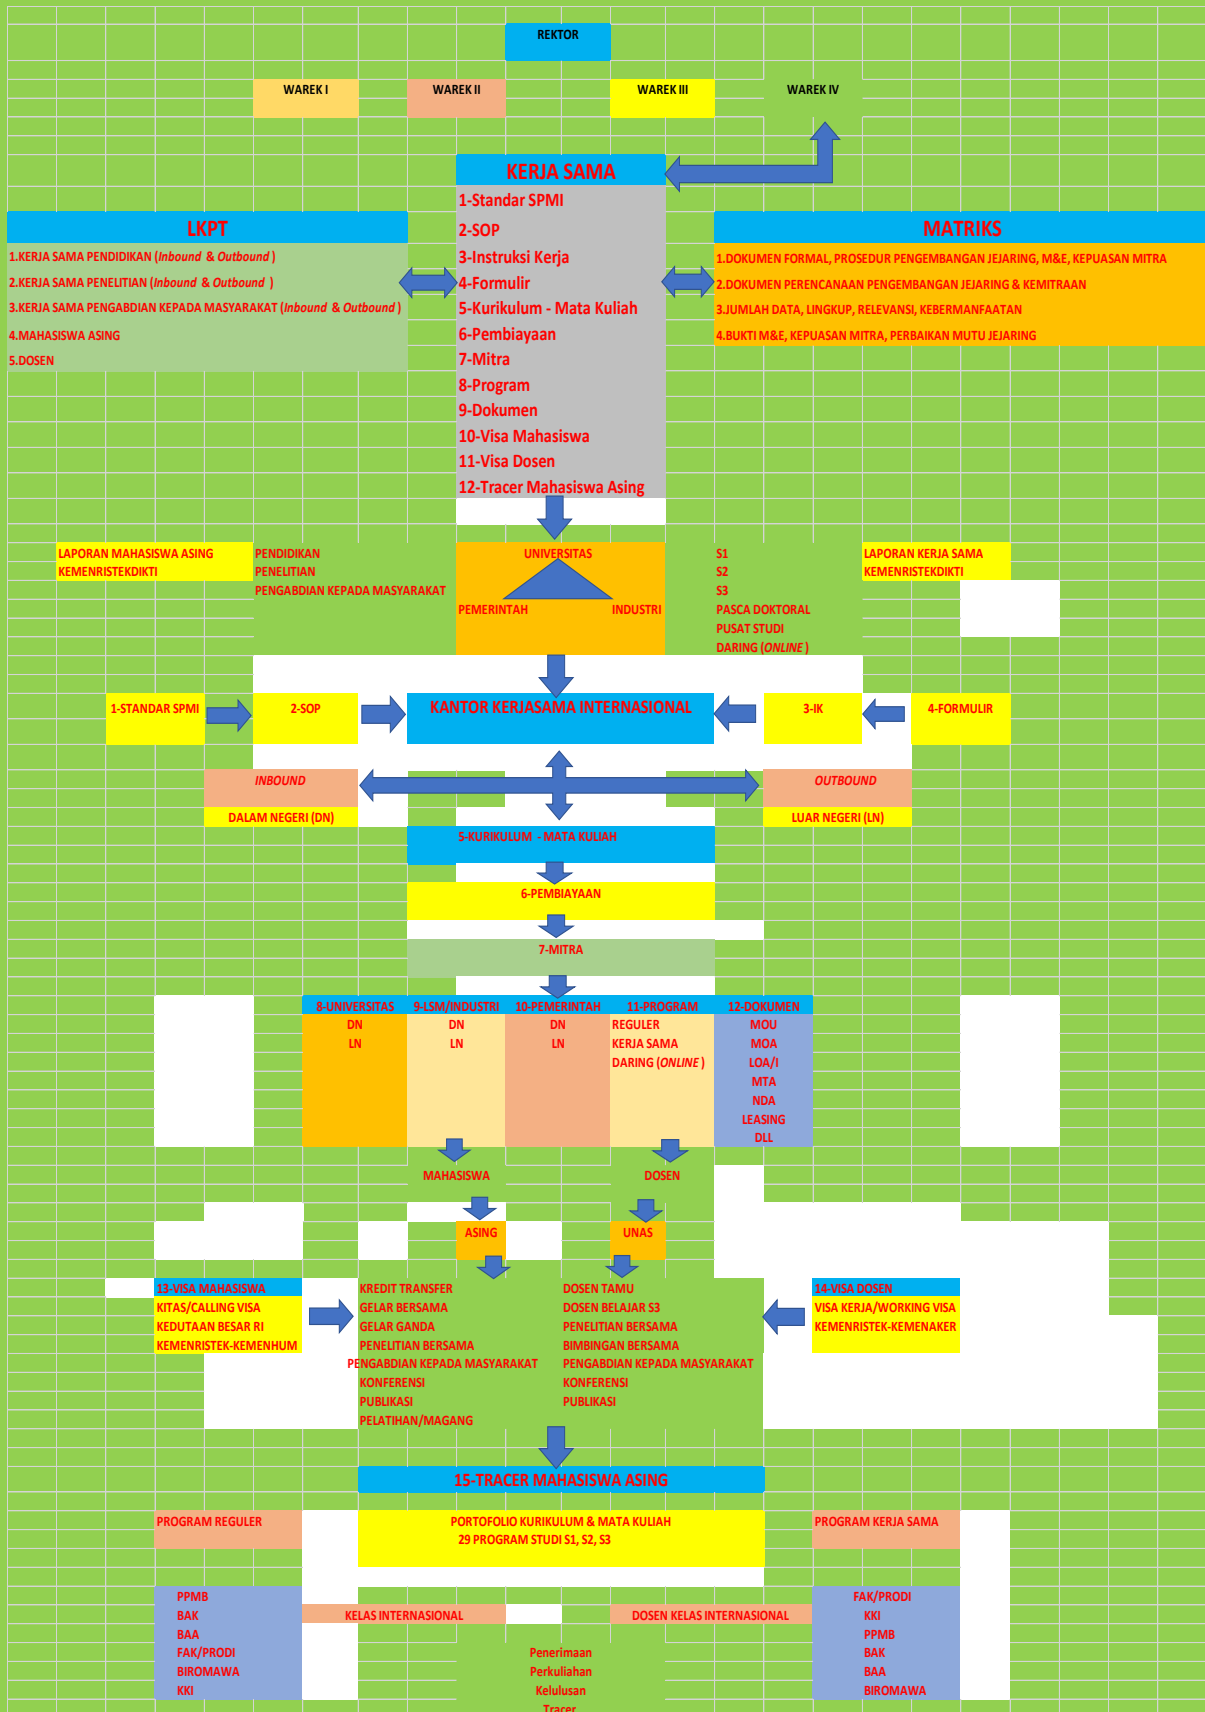 REKTOR
WAREK I
WAREK II
WAREK III
WAREK IV
KERJA SAMA
1-Standar SPMI
2-SOP
3-Instruksi Kerja
4-Formulir
5-Kurikulum - Mata Kuliah
6-Pembiayaan
7-Mitra
8-Program
9-Dokumen
10-Visa Mahasiswa
11-Visa Dosen
12-Tracer Mahasiswa Asing
LKPT
1.KERJA SAMA PENDIDIKAN (Inbound & Outbound )
2.KERJA SAMA PENELITIAN (Inbound & Outbound )
3.KERJA SAMA PENGABDIAN KEPADA MASYARAKAT (Inbound & Outbound )
4.MAHASISWA ASING
5.DOSEN
MATRIKS
1.DOKUMEN FORMAL, PROSEDUR PENGEMBANGAN JEJARING, M&E, KEPUASAN MITRA
2.DOKUMEN PERENCANAAN PENGEMBANGAN JEJARING & KEMITRAAN
3.JUMLAH DATA, LINGKUP, RELEVANSI, KEBERMANFAATAN
4.BUKTI M&E, KEPUASAN MITRA, PERBAIKAN MUTU JEJARING
LAPORAN MAHASISWA ASING
KEMENRISTEKDIKTI
PENDIDIKAN
PENELITIAN
PENGABDIAN KEPADA MASYARAKAT
UNIVERSITAS
PEMERINTAH
INDUSTRI
S1
S2
S3
PASCA DOKTORAL
PUSAT STUDI
DARING (ONLINE )
LAPORAN KERJA SAMA
KEMENRISTEKDIKTI
1-STANDAR SPMI
2-SOP
KANTOR KERJASAMA INTERNASIONAL
3-IK
4-FORMULIR
INBOUND
DALAM NEGERI (DN)
OUTBOUND
LUAR NEGERI (LN)
5-KURIKULUM - MATA KULIAH
6-PEMBIAYAAN
7-MITRA
8-UNIVERSITAS
DN
LN
9-LSM/INDUSTRI
DN
LN
10-PEMERINTAH
DN
LN
11-PROGRAM
REGULER
KERJA SAMA
DARING (ONLINE )
12-DOKUMEN
MOU
MOA
LOA/I
MTA
NDA
LEASING
DLL
MAHASISWA
DOSEN
ASING
UNAS
13-VISA MAHASISWA
KITAS/CALLING VISA
KEDUTAAN BESAR RI
KEMENRISTEK-KEMENHUM
KREDIT TRANSFER
GELAR BERSAMA
GELAR GANDA
PENELITIAN BERSAMA
PENGABDIAN KEPADA MASYARAKAT
KONFERENSI
PUBLIKASI
PELATIHAN/MAGANG
DOSEN TAMU
DOSEN BELAJAR S3
PENELITIAN BERSAMA
BIMBINGAN BERSAMA
PENGABDIAN KEPADA MASYARAKAT
KONFERENSI
PUBLIKASI
14-VISA DOSEN
VISA KERJA/WORKING VISA
KEMENRISTEK-KEMENAKER
15-TRACER MAHASISWA ASING
PROGRAM REGULER
PORTOFOLIO KURIKULUM & MATA KULIAH
29 PROGRAM STUDI S1, S2, S3
PROGRAM KERJA SAMA
PPMB
BAK
BAA
FAK/PRODI
BIROMAWA
KKI
KELAS INTERNASIONAL
DOSEN KELAS INTERNASIONAL
Penerimaan
Perkuliahan
Kelulusan
Tracer
FAK/PRODI
KKI
PPMB
BAK
BAA
BIROMAWA